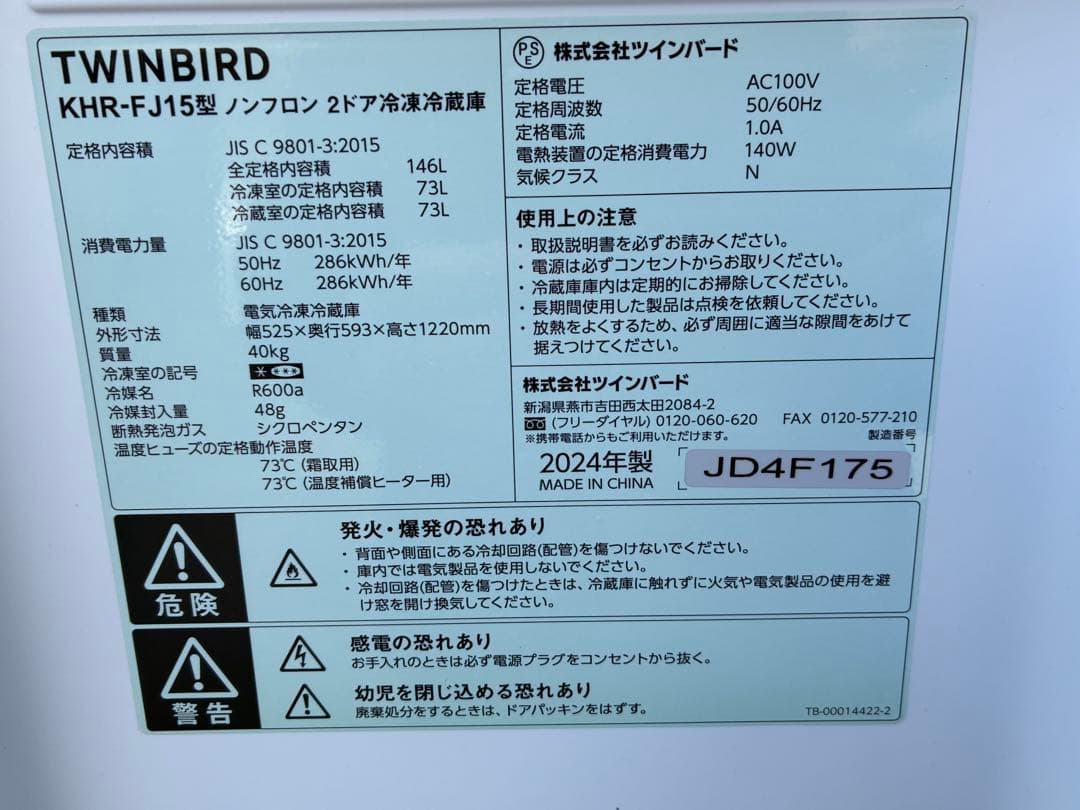 TWINBIRD
KHR-FJ15型 ノンフロン 2ドア冷凍冷蔵庫
定格内容積 JIS C 9801-3:2015
全定格内容積 146L
冷凍室の定格内容積 73L
冷蔵室の定格内容積 73L
消費電力量 JIS C 9801-3:2015
50Hz 286kWh/年
60Hz 286kWh/年
種類 電気冷凍冷蔵庫
外形寸法 幅525×奥行593×高さ1220mm
質量 40kg
冷凍室の記号
冷媒名 R600a
冷媒封入量 48g
断熱発泡ガス シクロペンタン
温度ヒューズの定格動作温度
73℃（霜取用）
73℃（温度補償ヒーター用）
PSE 株式会社ツインバード
定格電圧 AC100V
定格周波数 50/60Hz
定格電流 1.0A
電熱装置の定格消費電力 140W
気候クラス N
使用上の注意
・取扱説明書を必ずお読みください。
・電源は必ずコンセントからお取りください。
・冷蔵庫庫内は定期的にお掃除してください。
・長期間使用した製品は点検を依頼してください。
・放熱をよくするため、必ず周囲に適当な隙間をあけて
据えつけてください。
株式会社ツインバード
新潟県燕市吉田西太田2084-2
(フリーダイヤル) 0120-060-620 FAX 0120-577-210
※携帯電話からもご利用いただけます。 製造番号
2024年製 JD4F175
MADE IN CHINA
危険
発火・爆発の恐れあり
・背面や側面にある冷却回路(配管)を傷つけないでください。
・庫内では電気製品を使用しないでください。
・冷却回路(配管)を傷つけたときは、冷蔵庫に触れずに火気や電気製品の使用を避
け窓を開け換気してください。
警告
感電の恐れあり
お手入れのときは必ず電源プラグをコンセントから抜く。
幼児を閉じ込める恐れあり
廃棄処分をするときは、ドアパッキンをはずす。
TB-00014422-2